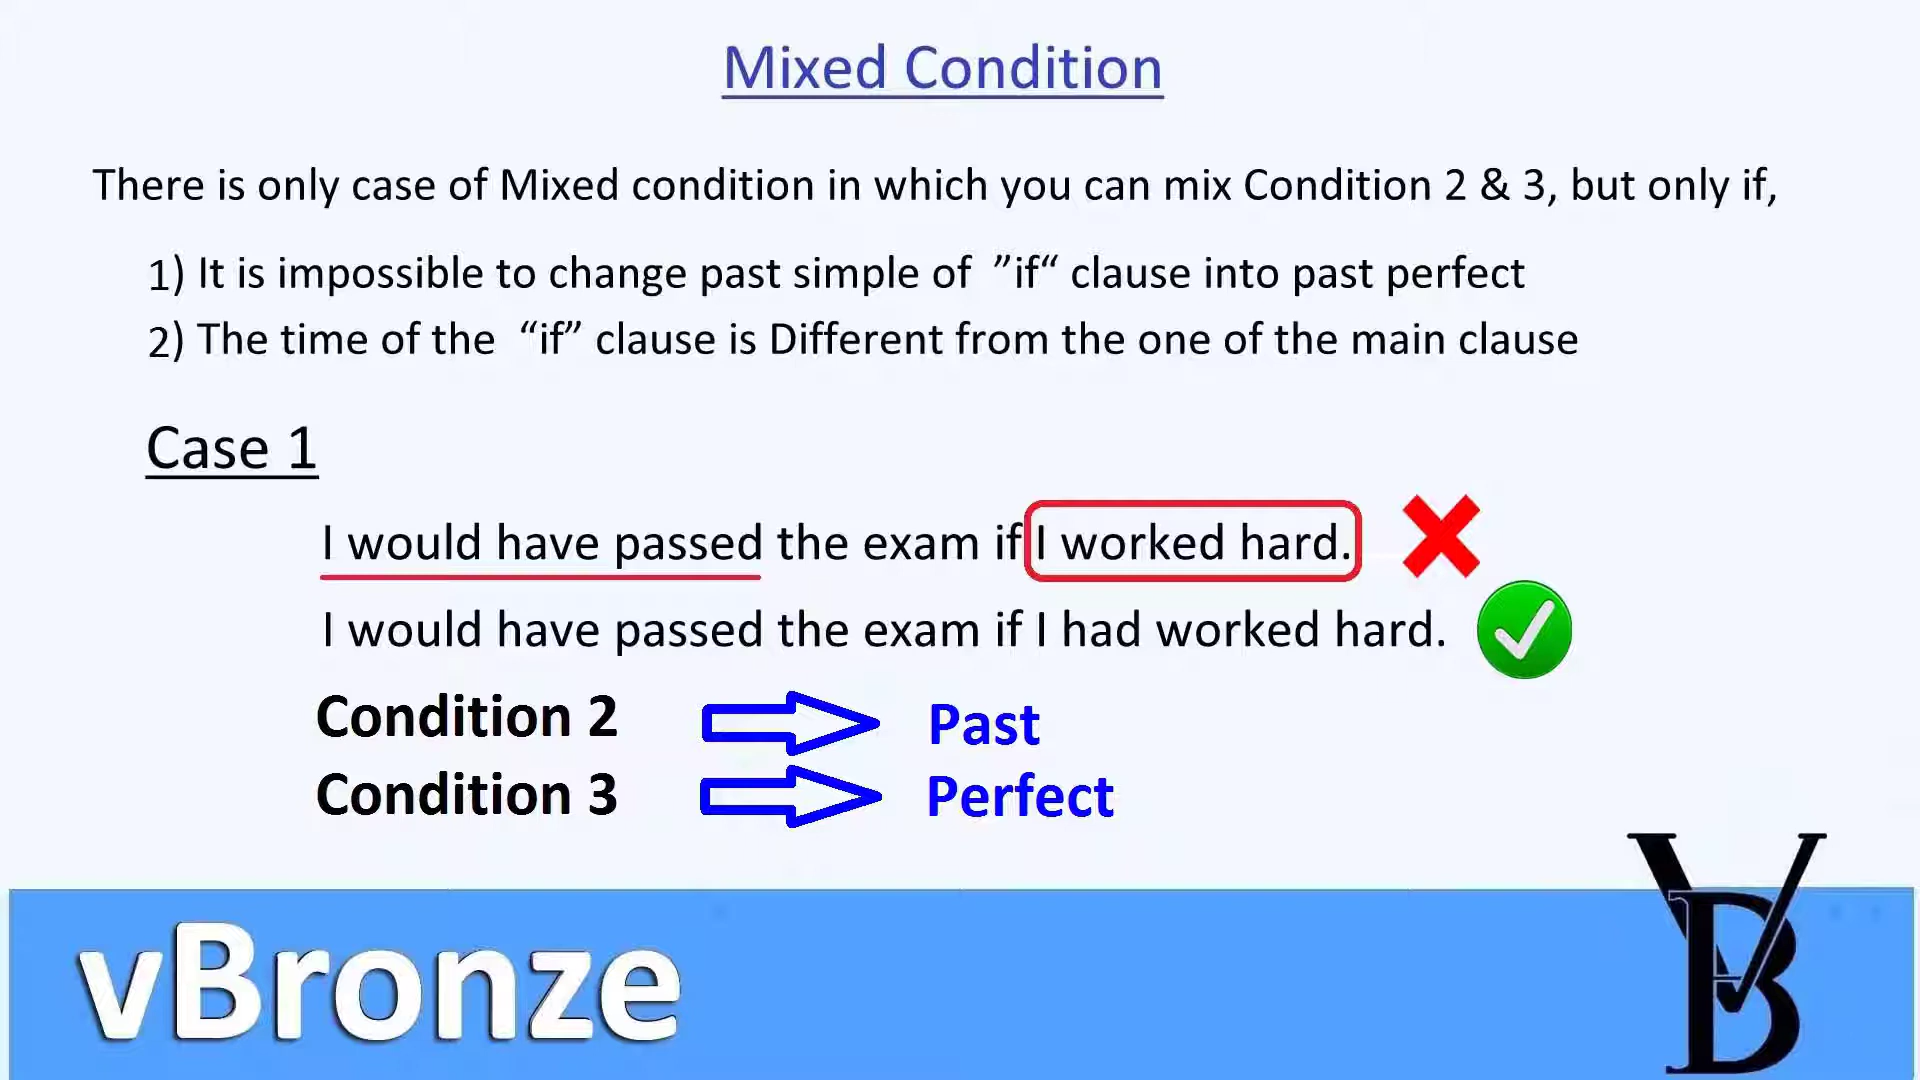 Mixed Condition
There is only case of Mixed condition in which you can mix Condition 2 & 3, but only if,
1) It is impossible to change past simple of ”if“ clause into past perfect
2) The time of the “if” clause is Different from the one of the main clause
Case 1
I would have passed the exam if I worked hard.
I would have passed the exam if I had worked hard.
Condition 2 Past
Condition 3 Perfect
vBronze
VB